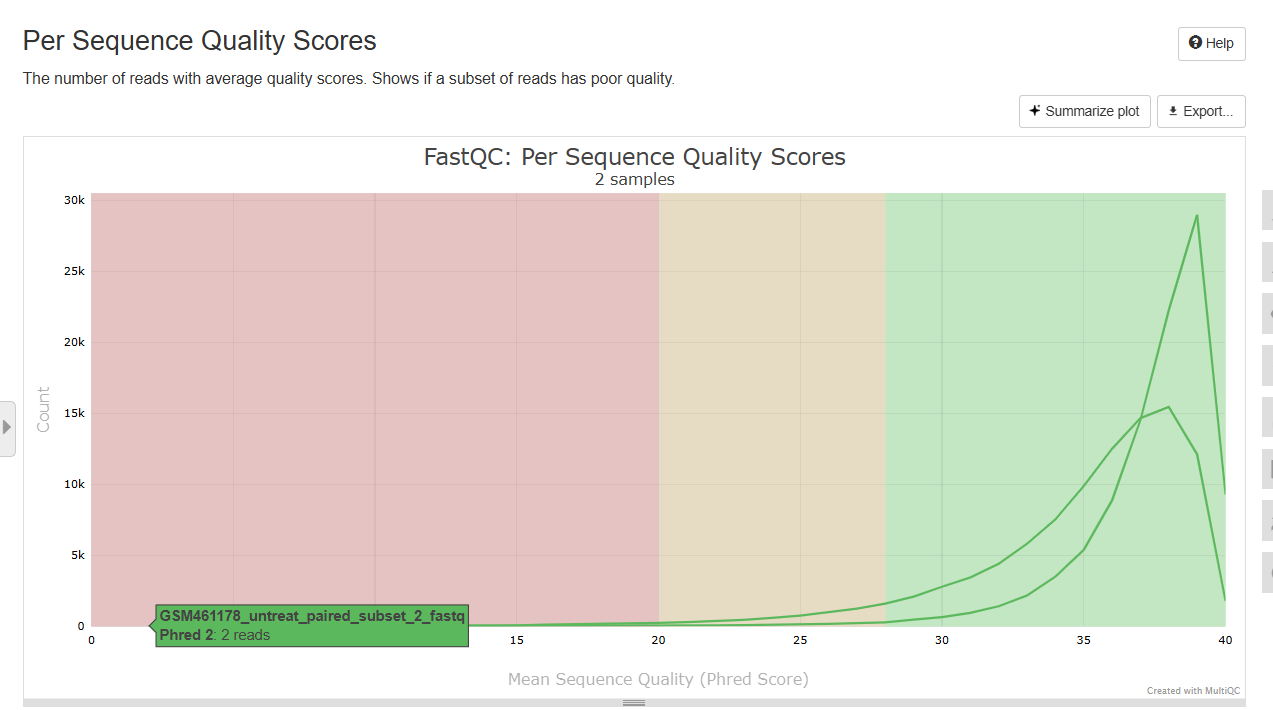 Per Sequence Quality Scores
Help
The number of reads with average quality scores. Shows if a subset of reads has poor quality.
Summarize plot
Export...
FastQC: Per Sequence Quality Scores
2 samples
30k
25k
20k
15k
10k
5k
0
Count
GSM461178_untreat_paired_subset_2_fastq
Phred 2: 2 reads
0
15
20
25
30
35
40
Mean Sequence Quality (Phred Score)
Created with MultiQC